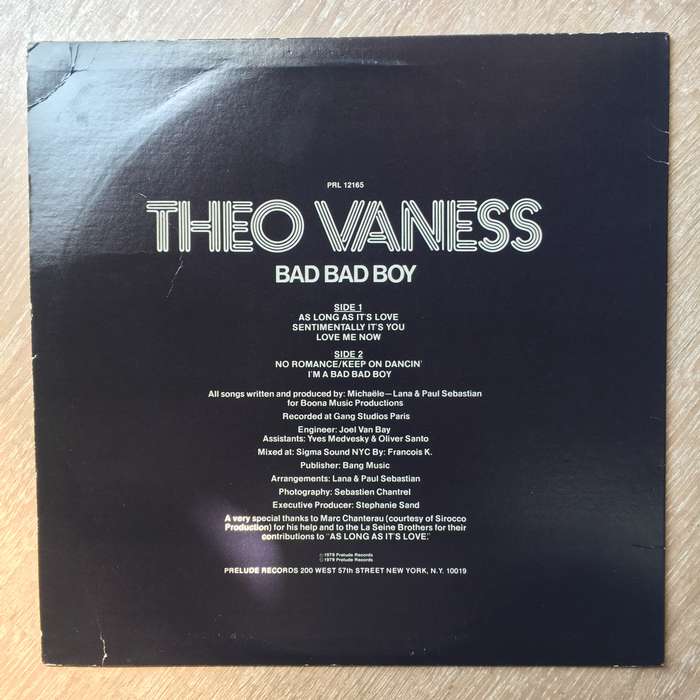 PRL 12165
THEO VANESS
BAD BAD BOY
SIDE 1
AS LONG AS IT'S LOVE
SENTIMENTALLY IT'S YOU
LOVE ME NOW
SIDE 2
NO ROMANCE/KEEP ON DANCIN'
I'M A BAD BAD BOY
All songs written and produced by: Michaële—Lana & Paul Sebastian
for Boona Music Productions
Recorded at Gang Studios Paris
Engineer: Joel Van Bay
Assistants: Yves Medvesky & Oliver Santo
Mixed at: Sigma Sound NYC By: Francois K.
Publisher: Bang Music
Arrangements: Lana & Paul Sebastian
Photography: Sebastien Chantrel
Executive Producer: Stephanie Sand
A very special thanks to Marc Chanterau (courtesy of Sirocco
Production) for his help and to the La Seine Brothers for their
contributions to "AS LONG AS IT'S LOVE."
©1979 Prelude Records
℗1979 Prelude Records
PRELUDE RECORDS 200 WEST 57th STREET NEW YORK, N.Y. 10019